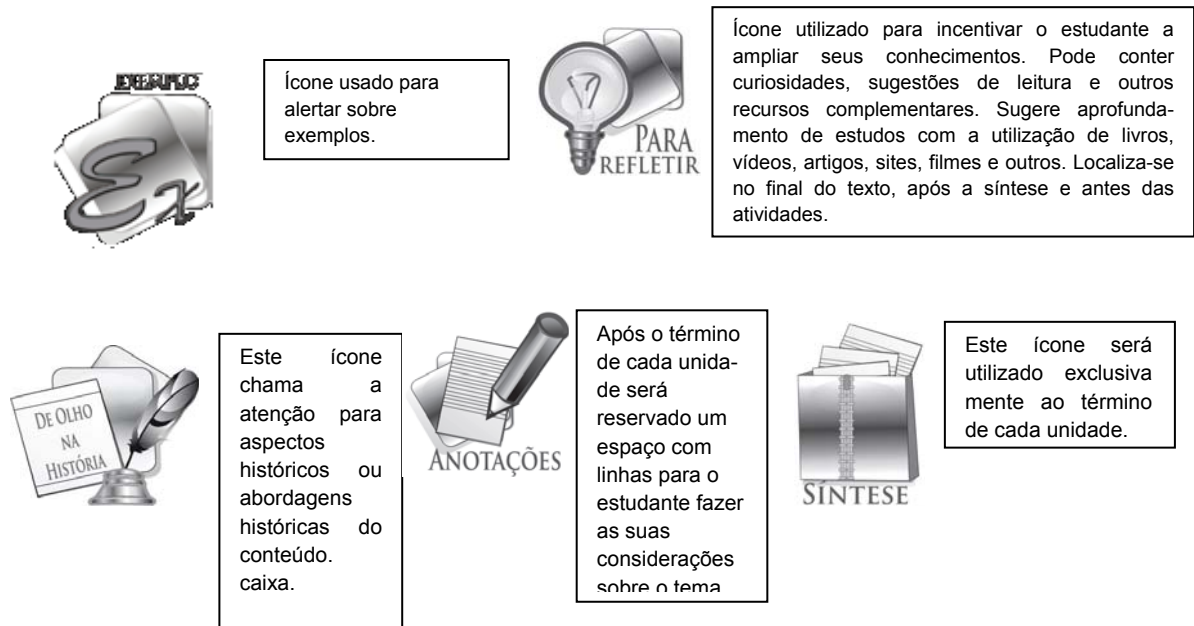 EXEMPLO
Ex
Ícone usado para
alertar sobre
exemplos.
PARA
REFLETIR
Ícone utilizado para incentivar o estudante a
ampliar seus conhecimentos. Pode conter
curiosidades, sugestões de leitura e outros
recursos complementares. Sugere aprofunda-
mento de estudos com a utilização de livros,
vídeos, artigos, sites, filmes e outros. Localiza-se
no final do texto, após a síntese e antes das
atividades.
DE OLHO
NA
HISTÓRIA
Este ícone
chama a
atenção para
aspectos
históricos ou
abordagens
históricas do
conteúdo.
caixa.
ANOTAÇÕES
Após o término
de cada unida-
de será
reservado um
espaço com
linhas para o
estudante fazer
as suas
considerações
sobre o tema
SÍNTESE
Este ícone será
utilizado exclusiva
mente ao término
de cada unidade.